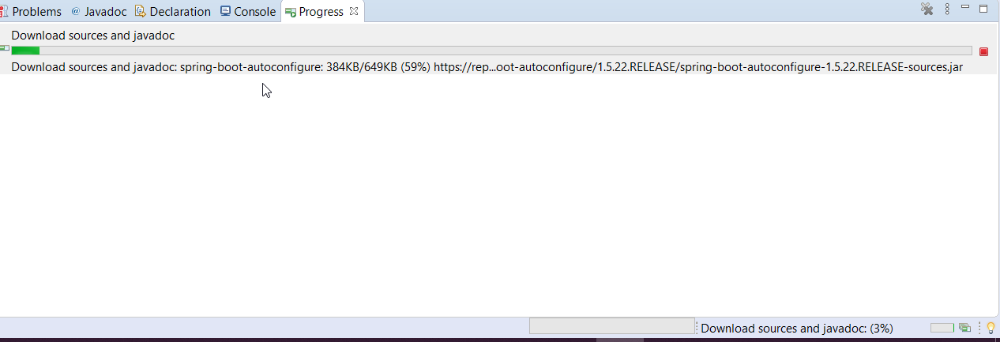 Problems @ Javadoc Declaration Console Progress
Download sources and javadoc
Download sources and javadoc: spring-boot-autoconfigure: 384KB/649KB (59%) https://rep...oot-autoconfigure/1.5.22.RELEASE/spring-boot-autoconfigure-1.5.22.RELEASE-sources.jar
Download sources and javadoc: (3%)